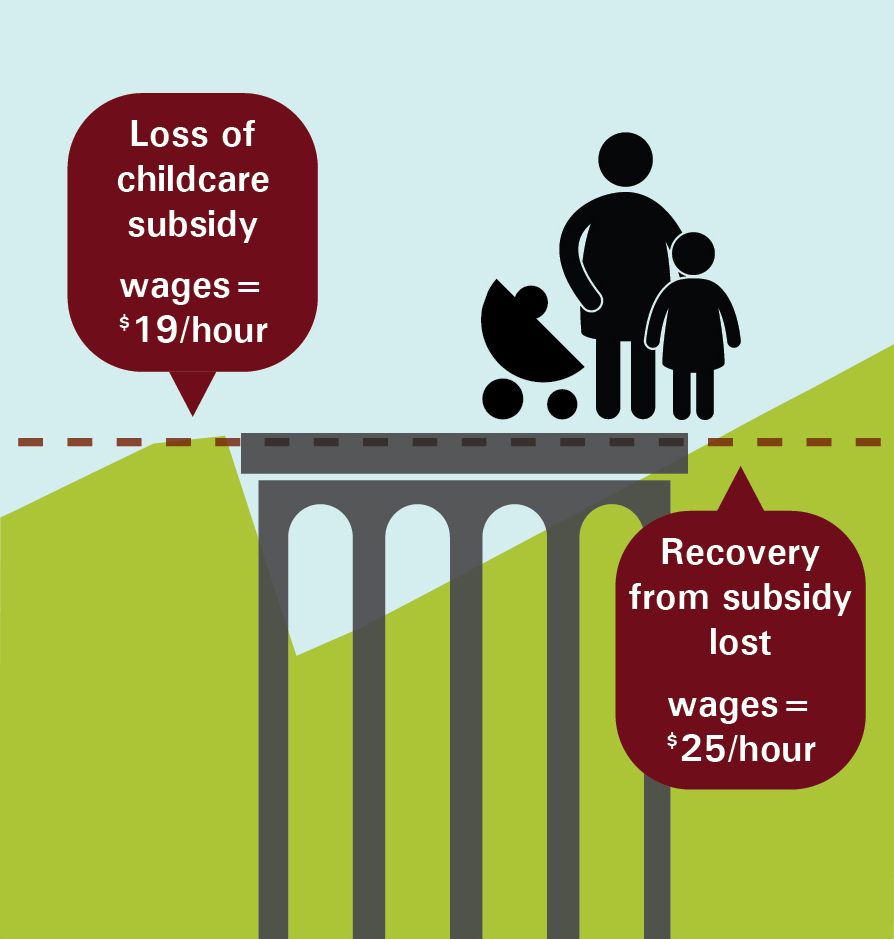 Loss of
childcare
subsidy
wages =
$19/hour
Recovery
from subsidy
lost
wages =
$25/hour